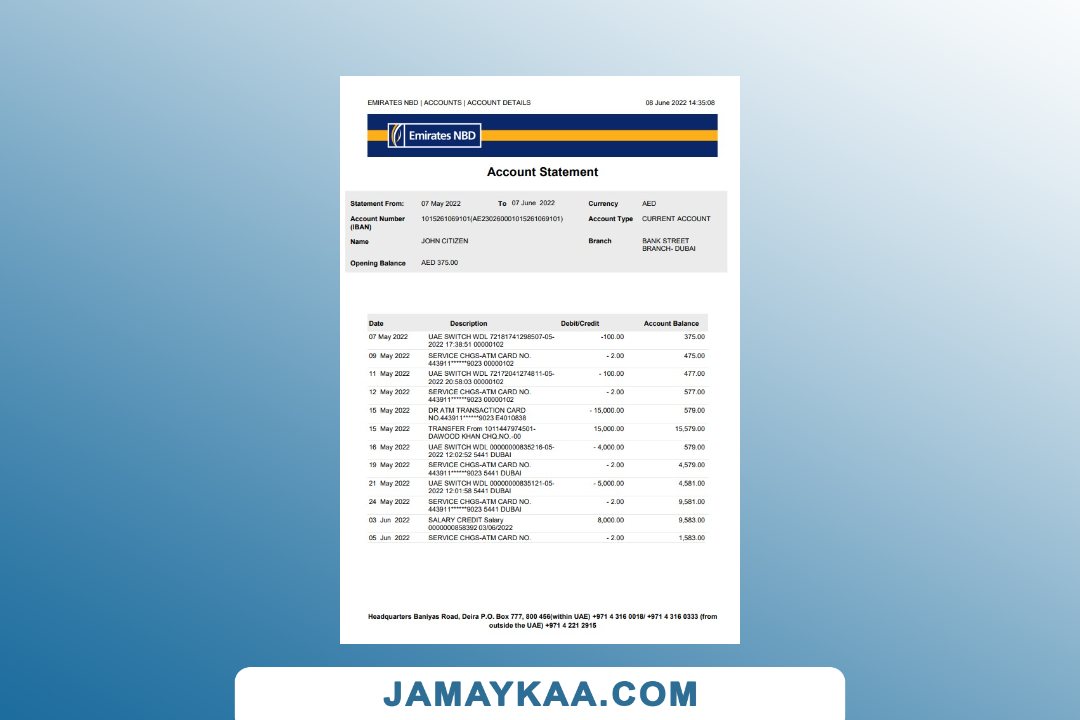 EMIRATES NBD | ACCOUNTS | ACCOUNT DETAILS 08 June 2022 14:35:08
Emirates NBD
Account Statement
Statement From: 07 May 2022 To 07 June 2022 Currency AED
Account Number 1015261069101(AE230260001015261069101) Account Type CURRENT ACCOUNT
(IBAN)
Name JOHN CITIZEN Branch BANK STREET
BRANCH- DUBAI
Opening Balance AED 375.00
Date Description Debit/Credit Account Balance
07 May 2022 UAE SWITCH WDL 72181741298507-05- -100.00 375.00
2022 17:38:51 00000102
09 May 2022 SERVICE CHGS-ATM CARD NO. - 2.00 475.00
443911******9023 00000102
11 May 2022 UAE SWITCH WDL 72172041274811-05- - 100.00 477.00
2022 20:58:03 00000102
12 May 2022 SERVICE CHGS-ATM CARD NO. - 2.00 577.00
443911******9023 00000102
15 May 2022 DR ATM TRANSACTION CARD - 15,000.00 579.00
NO.443911******9023 E4010838
15 May 2022 TRANSFER From 1011447974501- 15,000.00 15,579.00
DAWOOD KHAN CHQ.NO.-00
16 May 2022 UAE SWITCH WDL 00000000835216-05- - 4,000.00 579.00
2022 12:02:52 5441 DUBAI
19 May 2022 SERVICE CHGS-ATM CARD NO. - 2.00 4,579.00
443911******9023 5441 DUBAI
21 May 2022 UAE SWITCH WDL 00000000835121-05- - 5,000.00 4,581.00
2022 12:01:58 5441 DUBAI
24 May 2022 SERVICE CHGS-ATM CARD NO. - 2.00 9,581.00
443911******9023 5441 DUBAI
03 Jun 2022 SALARY CREDIT Salary 8,000.00 9,583.00
0000000858392 03/06/2022
05 Jun 2022 SERVICE CHGS-ATM CARD NO. - 2.00 1,583.00
Headquarters Baniyas Road, Deira P.O. Box 777, 800 456(within UAE) +971 4 316 0018/ +971 4 316 0333 (from
outside the UAE) +971 4 221 2915
JAMAYKAA.COM